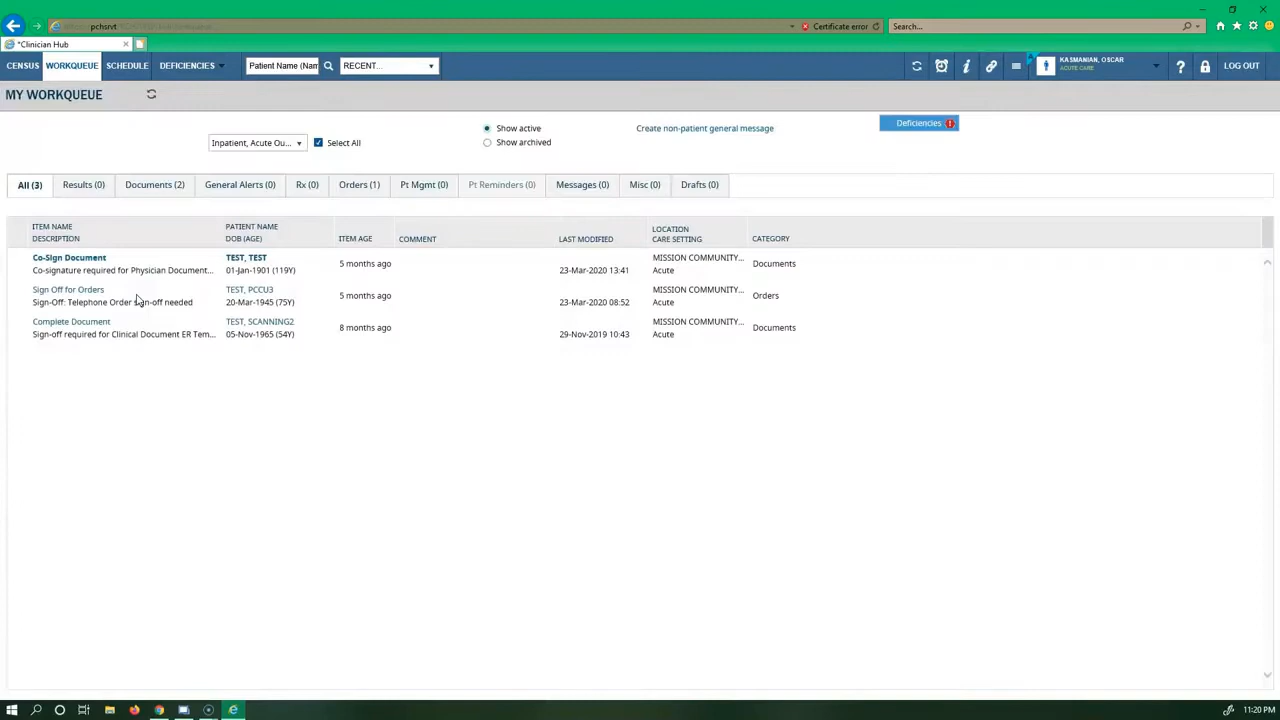 pchsrvt
Certificate error
Search...
*Clinician Hub
CENSUS WORKQUEUE SCHEDULE DEFICIENCIES Patient Name (Nam RECENT... KASMANIAN, OSCAR LOG OUT
ACUTE CARE
MY WORKQUEUE
Show active Create non-patient general message Deficiencies
Inpatient, Acute Ou... Select All Show archived
All (3) Results (0) Documents (2) General Alerts (0) Rx (0) Orders (1) Pt Mgmt (0) Pt Reminders (0) Messages (0) Misc (0) Drafts (0)
ITEM NAME PATIENT NAME LOCATION
DESCRIPTION DOB (AGE) ITEM AGE COMMENT LAST MODIFIED CARE SETTING CATEGORY
Co-Sign Document TEST, TEST 5 months ago MISSION COMMUNITY... Documents
Co-signature required for Physician Document... 01-Jan-1901 (119Y) 23-Mar-2020 13:41 Acute
Sign Off for Orders TEST, PCCU3 5 months ago MISSION COMMUNITY... Orders
Sign-Off: Telephone Order sign-off needed 20-Mar-1945 (75Y) 23-Mar-2020 08:52 Acute
Complete Document TEST, SCANNING2 8 months ago MISSION COMMUNITY... Documents
Sign-off required for Clinical Document ER Tem... 05-Nov-1965 (54Y) 29-Nov-2019 10:43 Acute
11:20 PM